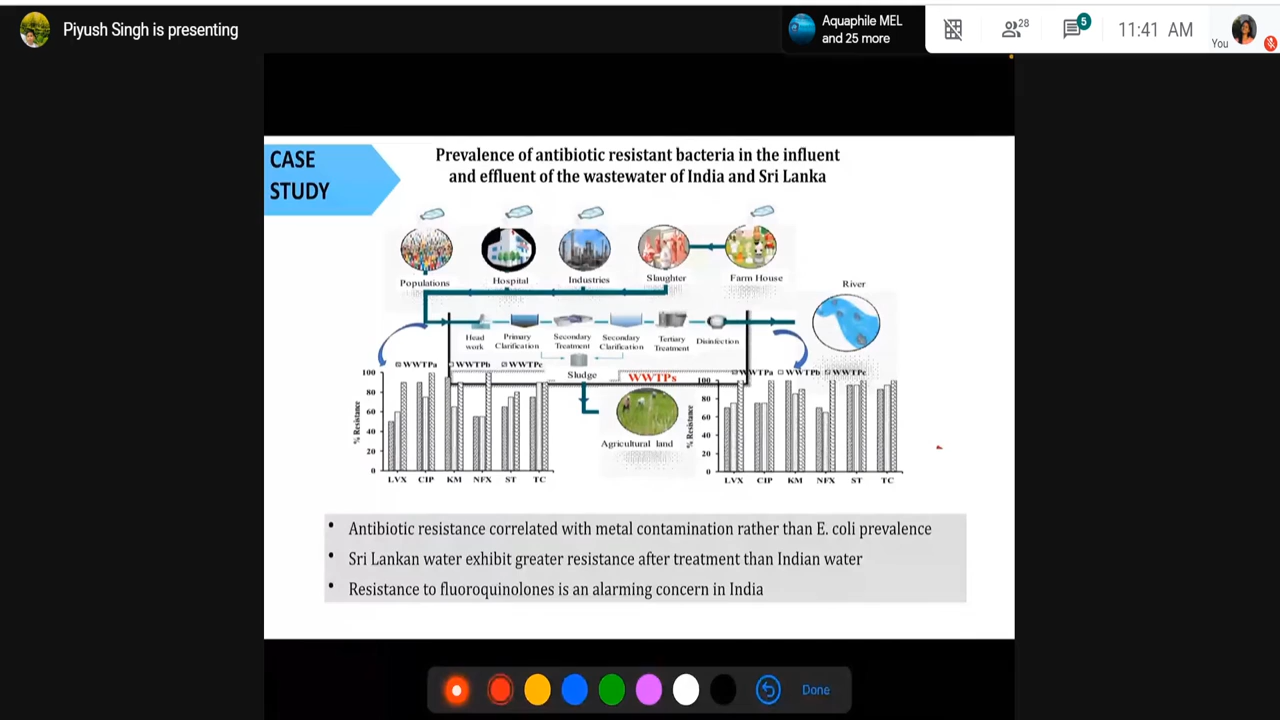 Piyush Singh is presenting
Aquaphile MEL
and 25 more
28
5
11:41 AM
You
CASE
STUDY
Prevalence of antibiotic resistant bacteria in the influent
and effluent of the wastewater of India and Sri Lanka
Populations
Hospital
Industries
Slaughter
Farm House
River
Head
work
Primary
Clarification
Secondary
Treatment
Secondary
Clarification
Tertiary
Treatment
Disinfection
Sludge
WWTPs
Agricultural land
WWTPa WWTPb WWTPc
% Resistance
100
80
60
40
20
0
LVX CIP KM NFX ST TC
WWTPa WWTPb WWTPc
% Resistance
100
80
60
40
20
0
LVX CIP KM NFX ST TC
• Antibiotic resistance correlated with metal contamination rather than E. coli prevalence
• Sri Lankan water exhibit greater resistance after treatment than Indian water
• Resistance to fluoroquinolones is an alarming concern in India
Done